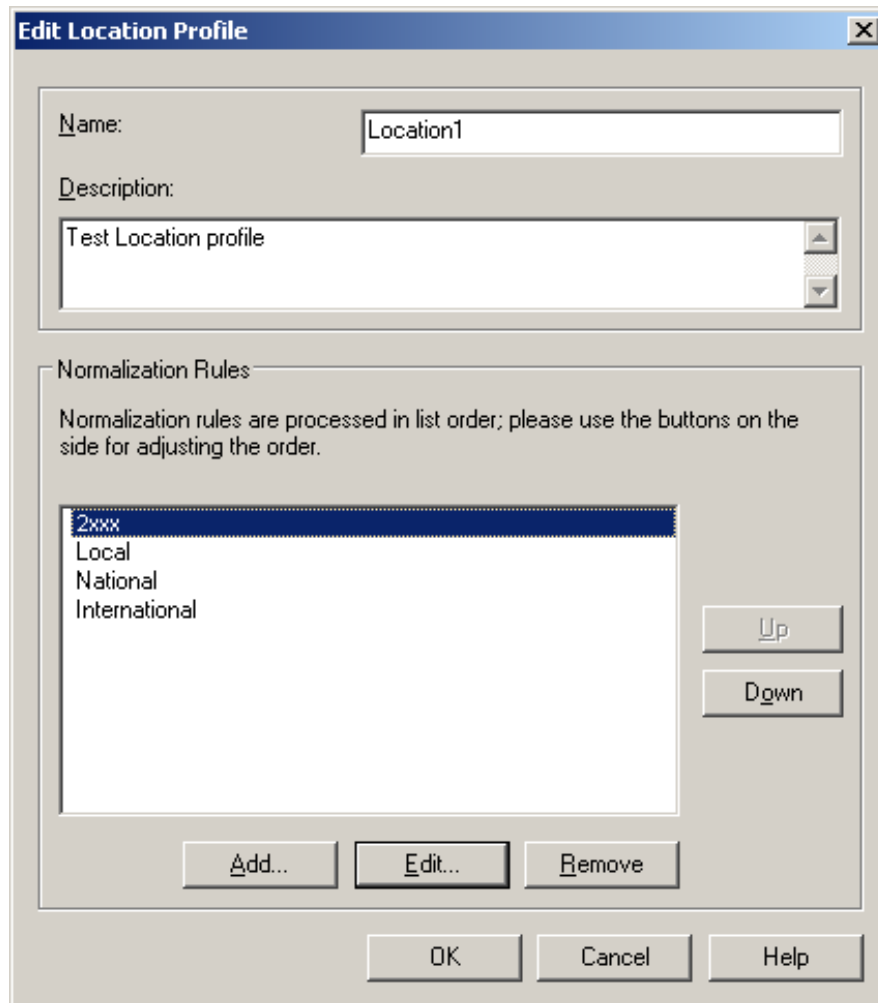 Edit Location Profile
Name:
Location1
Description:
Test Location profile
Normalization Rules
Normalization rules are processed in list order; please use the buttons on the
side for adjusting the order.
2xxx
Local
National
International
Up
Down
Add...
Edit...
Remove
OK
Cancel
Help